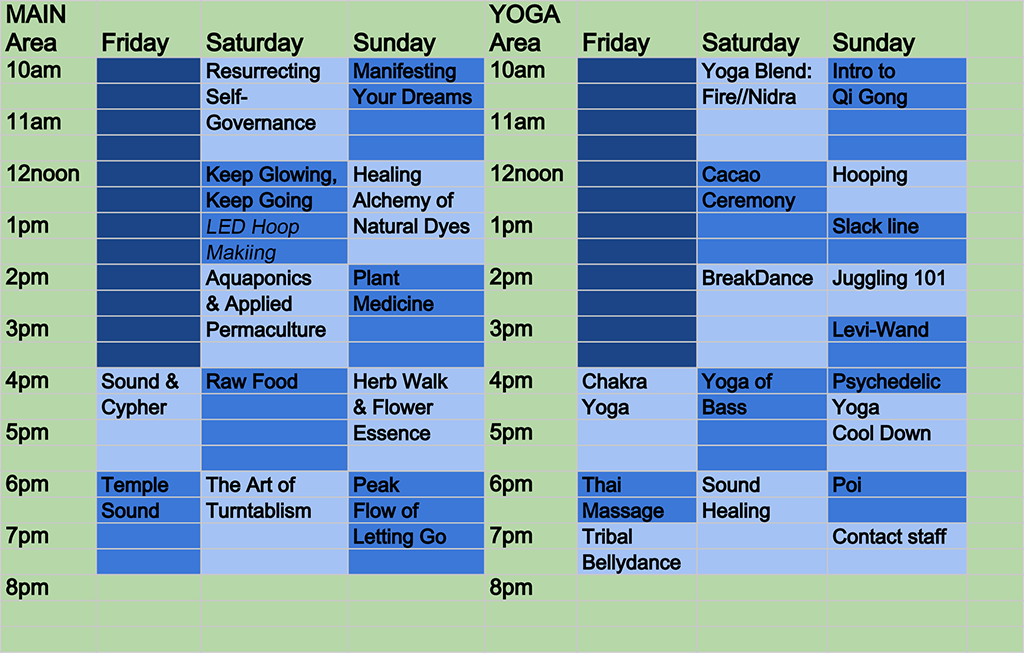 MAIN YOGA
Area Friday Saturday Sunday Area Friday Saturday Sunday
10am Resurrecting Manifesting 10am Yoga Blend: Intro to
Self- Your Dreams Fire//Nidra Qi Gong
11am Governance 11am
12noon Keep Glowing, Healing 12noon Cacao Hooping
Keep Going Alchemy of Ceremony
1pm LED Hoop Natural Dyes 1pm Slack line
Makiing
2pm Aquaponics Plant 2pm BreakDance Juggling 101
& Applied Medicine
3pm Permaculture 3pm Levi-Wand
4pm Sound & Raw Food Herb Walk 4pm Chakra Yoga of Psychedelic
Cypher & Flower Yoga Bass Yoga
5pm Essence 5pm Cool Down
6pm Temple The Art of Peak 6pm Thai Sound Poi
Sound Turntablism Flow of Massage Healing
7pm Letting Go 7pm Tribal Contact staff
Bellydance
8pm 8pm